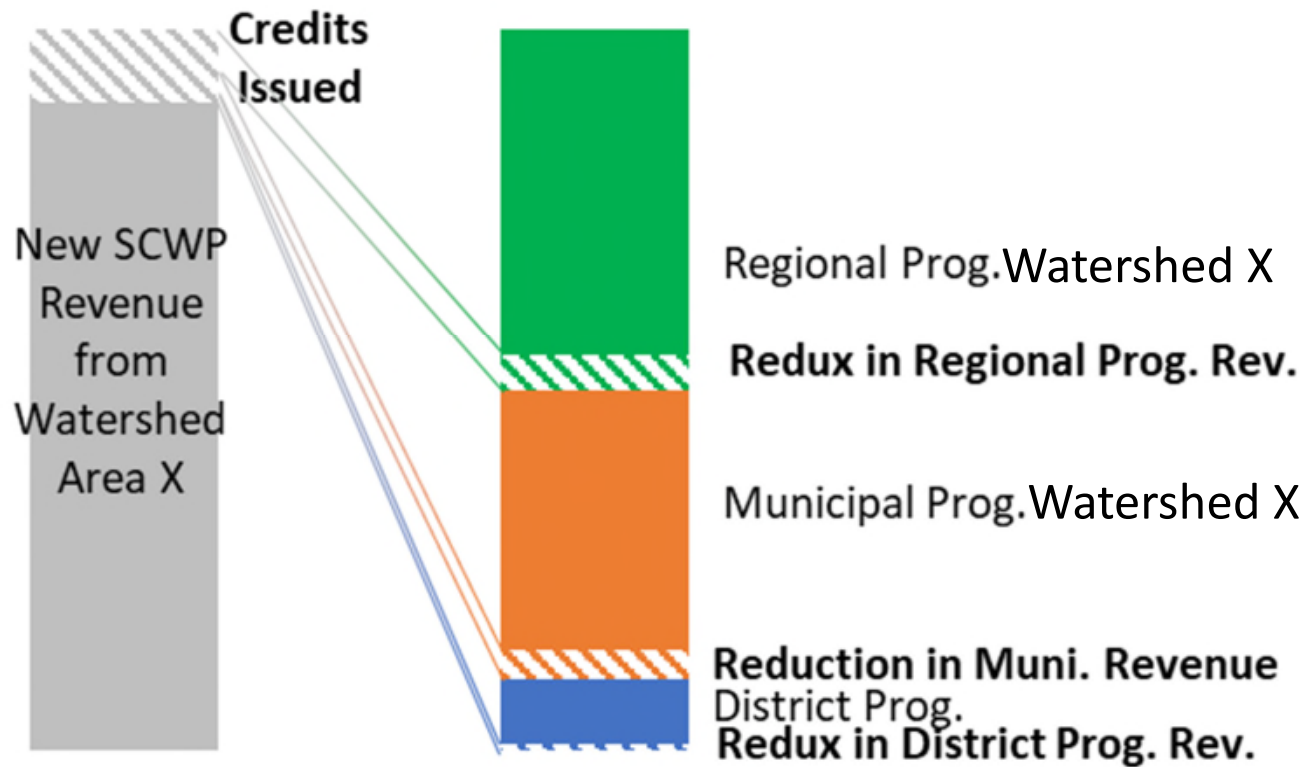 Credits
Issued
New SCWP
Revenue
from
Watershed
Area X
Regional Prog.Watershed X
Redux in Regional Prog. Rev.
Municipal Prog.Watershed X
Reduction in Muni. Revenue
District Prog.
Redux in District Prog. Rev.